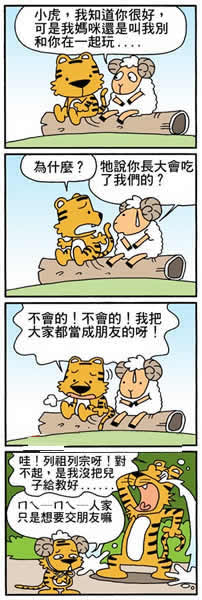 小虎，我知道你很好，
可是我媽咪還是叫我別
和你在一起玩....
為什麼？
牠說你長大會吃
了我們的？
不會的！不會的！我把
大家都當成朋友的呀！
哇！列祖列宗呀！對
不起，是我沒把兒
子給教好......
ㄇㄟㄇㄟ—人家
只是想要交朋友嘛